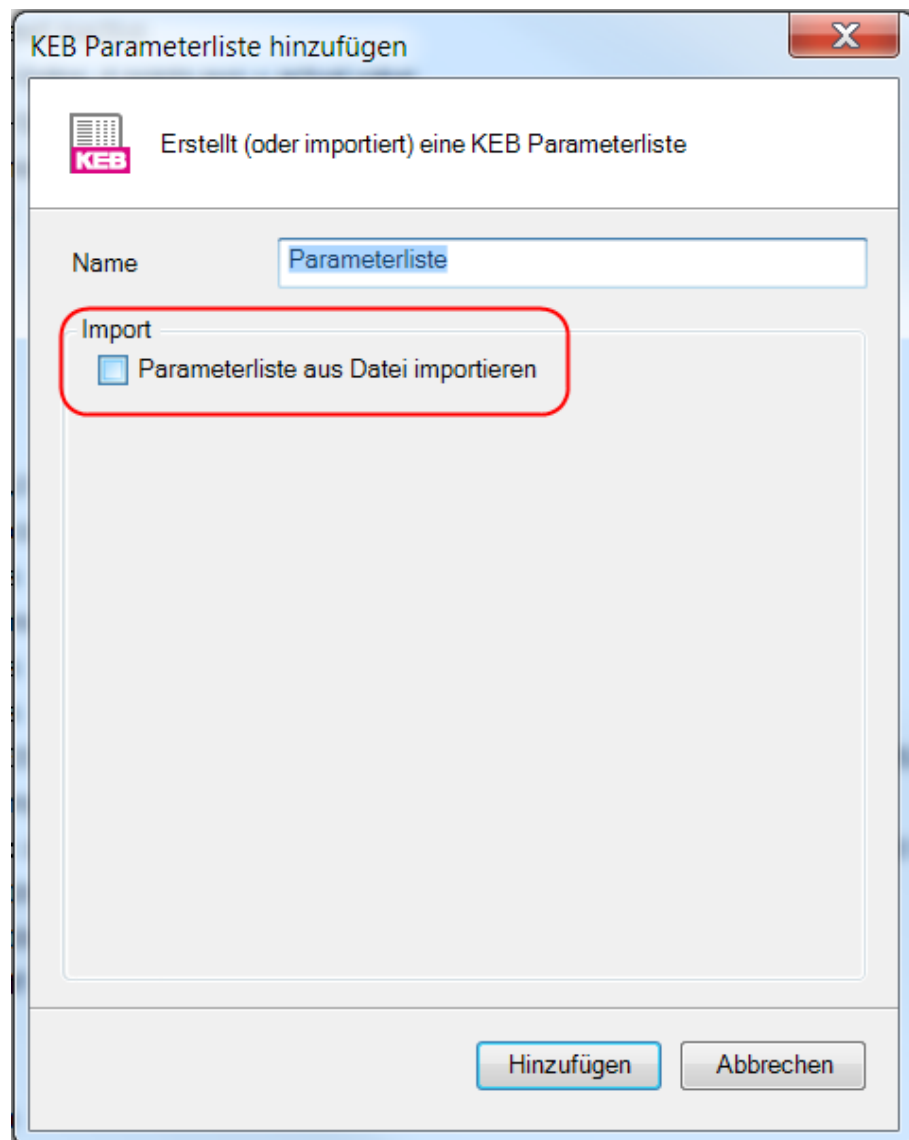 KEB Parameterliste hinzufügen
KEB
Erstellt (oder importiert) eine KEB Parameterliste
Name
Parameterliste
Import
Parameterliste aus Datei importieren
Hinzufügen
Abbrechen